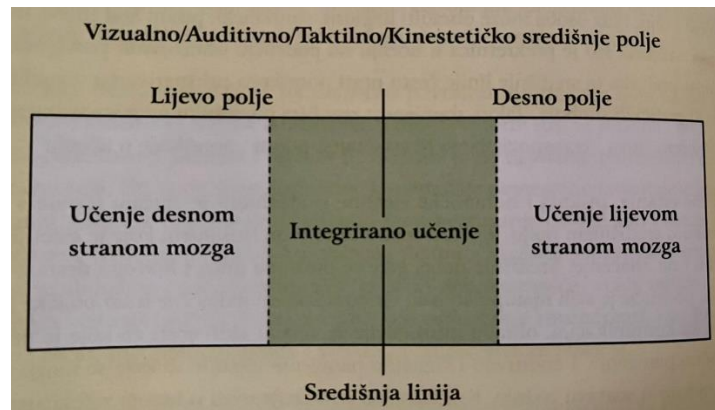 Vizualno/Auditivno/Taktilno/Kinestetičko središnje polje
Lijevo polje
Desno polje
Učenje desnom
stranom mozga
Integrirano učenje
Učenje lijevom
stranom mozga
Središnja linija